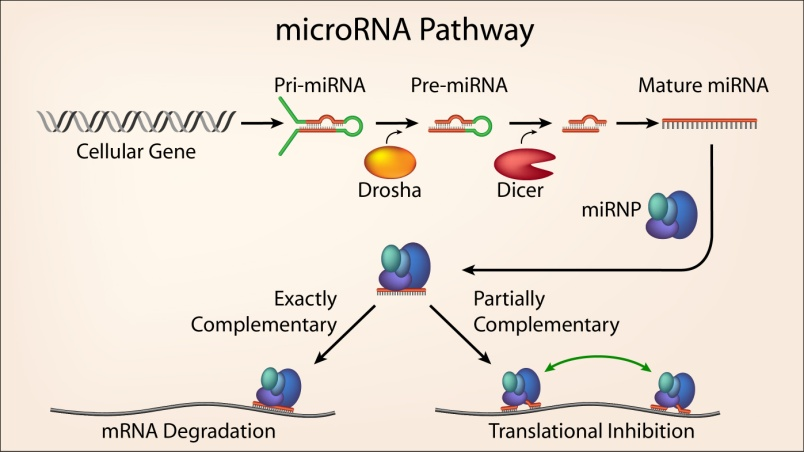 microRNA Pathway
Pri-miRNA
Pre-miRNA
Mature miRNA
Cellular Gene
Drosha
Dicer
miRNP
Exactly
Complementary
Partially
Complementary
mRNA Degradation
Translational Inhibition